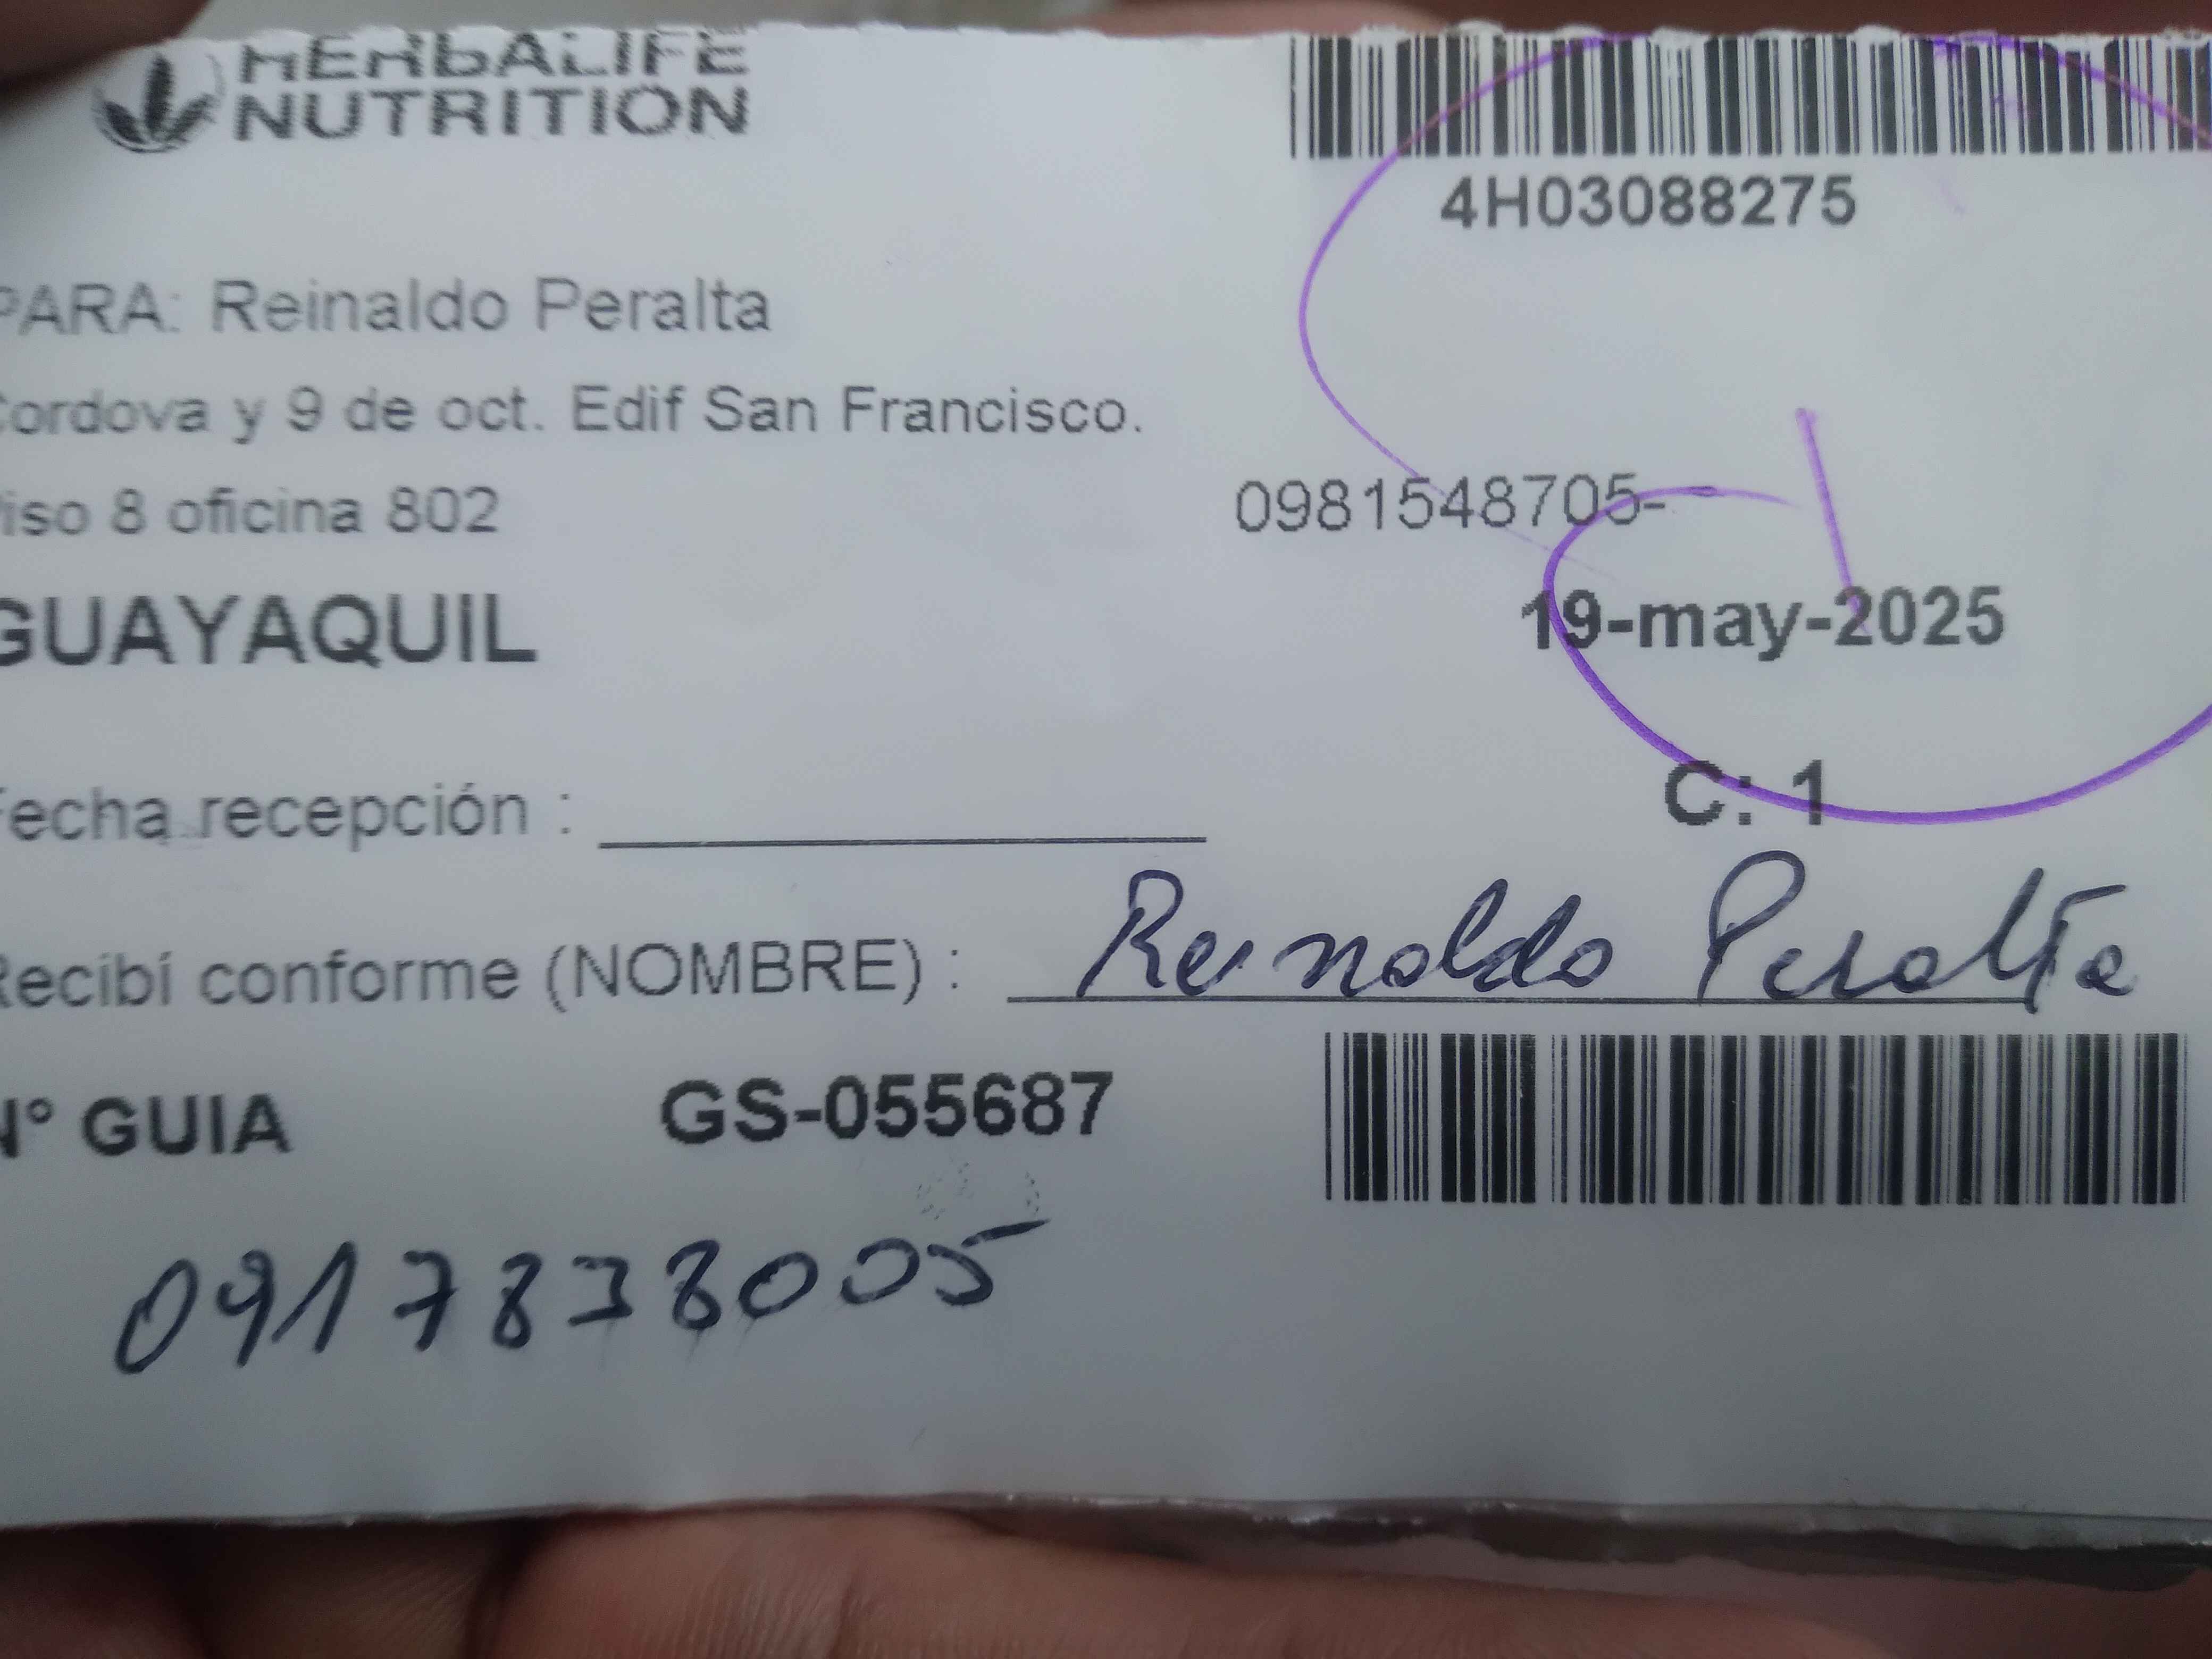 HERBALIFE
NUTRITION
4H03088275
PARA: Reinaldo Peralta
Cordova y 9 de oct. Edif San Francisco.
Piso 8 oficina 802
0981548705-
GUAYAQUIL
19-may-2025
C: 1
Fecha recepción :
Recibí conforme (NOMBRE) : Reinaldo Peralta
N° GUIA GS-055687
0917838005